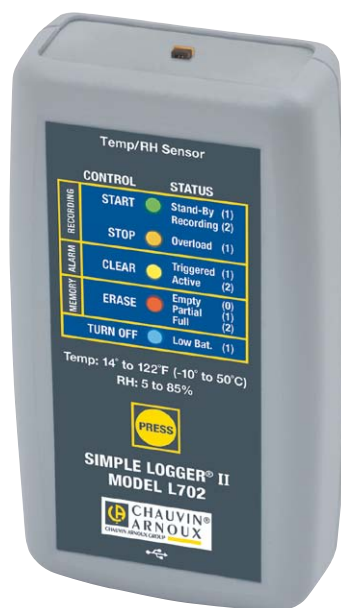 Temp/RH Sensor
CONTROL STATUS
RECORDING
START Stand-By (1)
Recording (2)
STOP Overload (1)
ALARM
CLEAR Triggered (1)
Active (2)
MEMORY
ERASE Empty (0)
Partial (1)
Full (2)
TURN OFF Low Bat. (1)
Temp: 14° to 122°F (-10° to 50°C)
RH: 5 to 85%
PRESS
SIMPLE LOGGER® II
MODEL L702
CHAUVIN®
ARNOUX
CHAUVIN ARNOUX GROUP